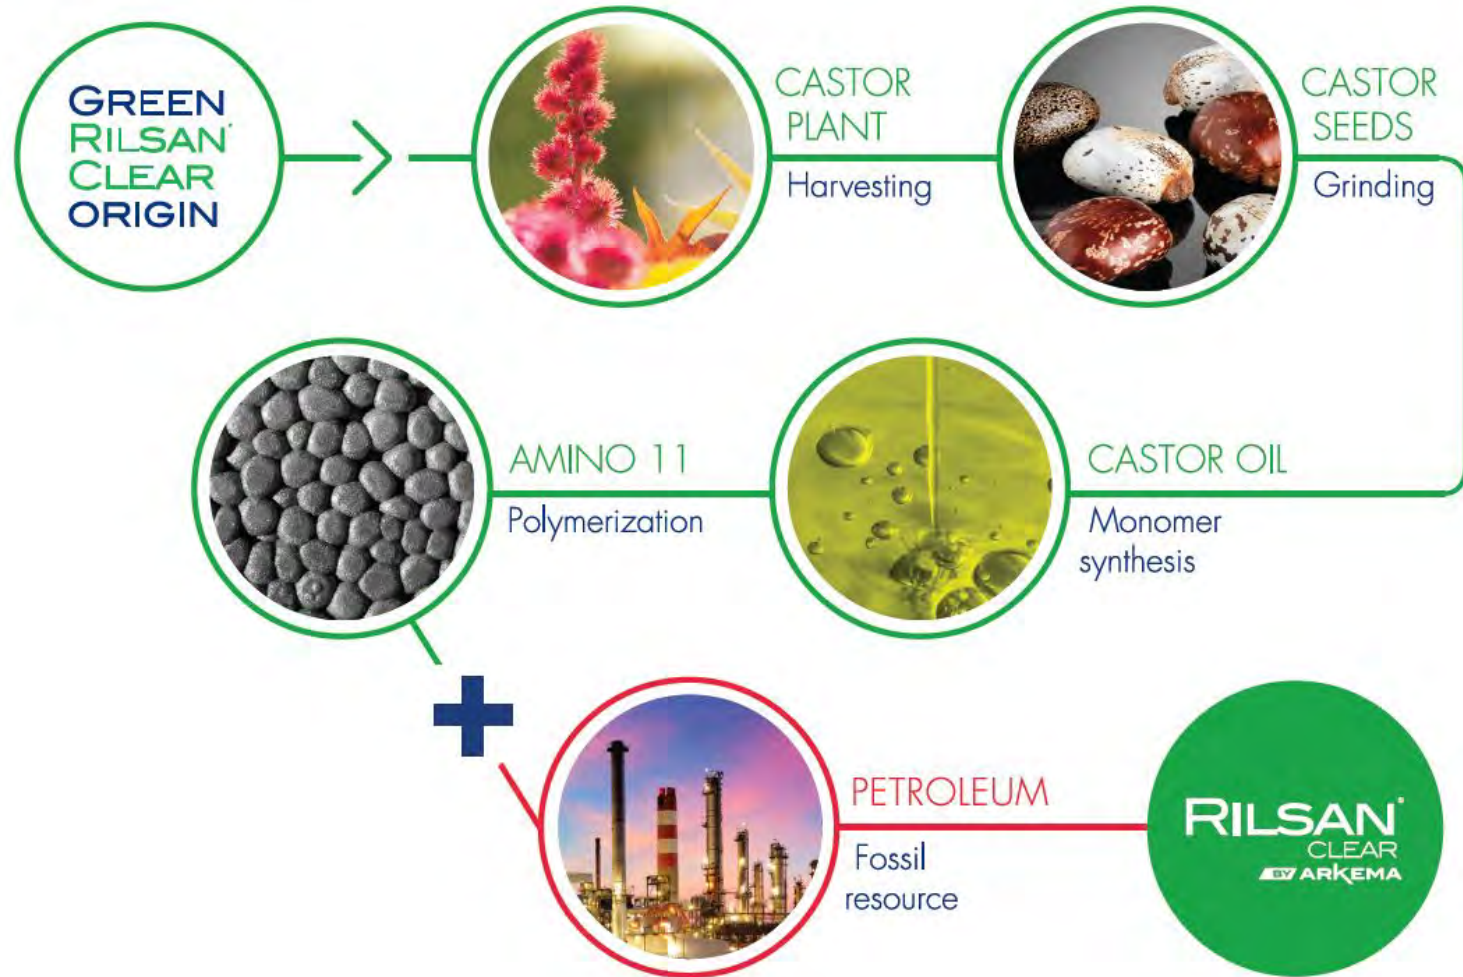 GREEN
RILSAN®
CLEAR
ORIGIN
CASTOR
PLANT
Harvesting
CASTOR
SEEDS
Grinding
AMINO 11
Polymerization
CASTOR OIL
Monomer
synthesis
PETROLEUM
Fossil
resource
RILSAN®
CLEAR
BY ARKEMA